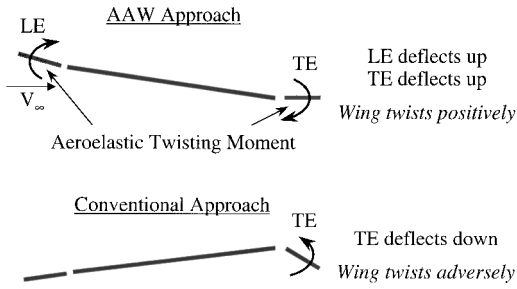 AAW Approach
LE
TE
V∞
LE deflects up
TE deflects up
Wing twists positively
Aeroelastic Twisting Moment
Conventional Approach
TE
TE deflects down
Wing twists adversely